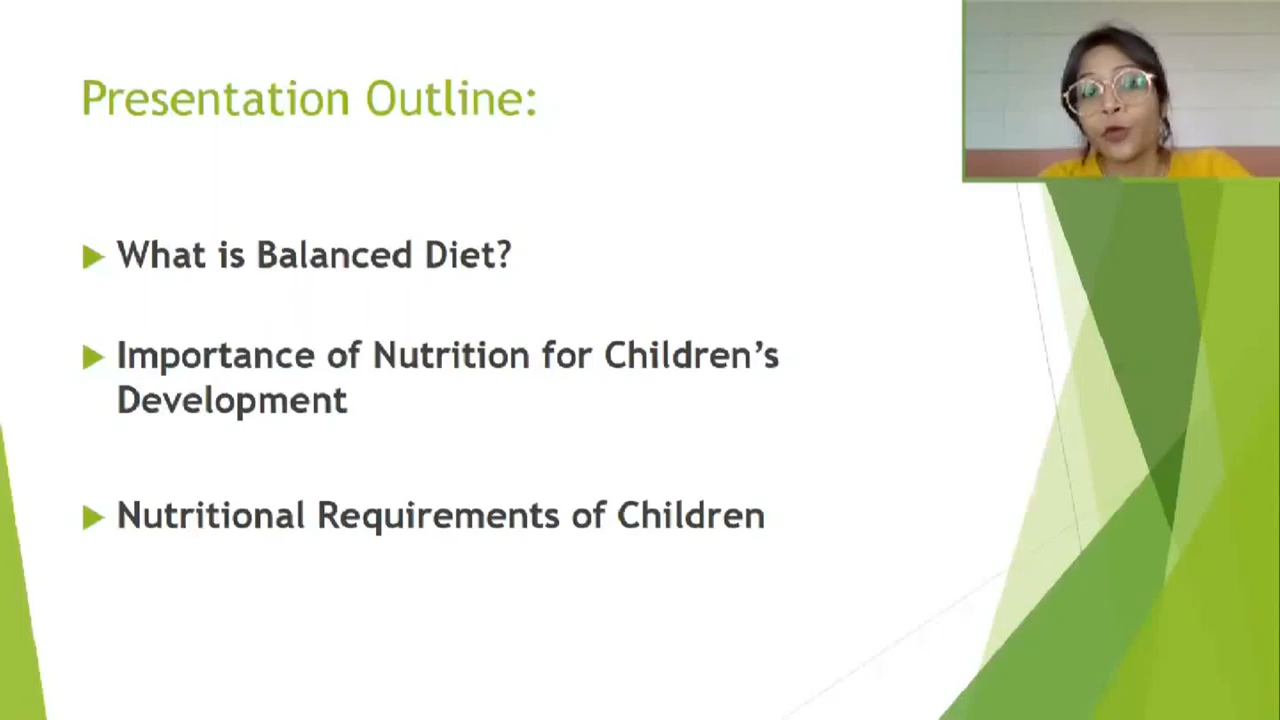 Presentation Outline:
What is Balanced Diet?
Importance of Nutrition for Children’s
Development
Nutritional Requirements of Children